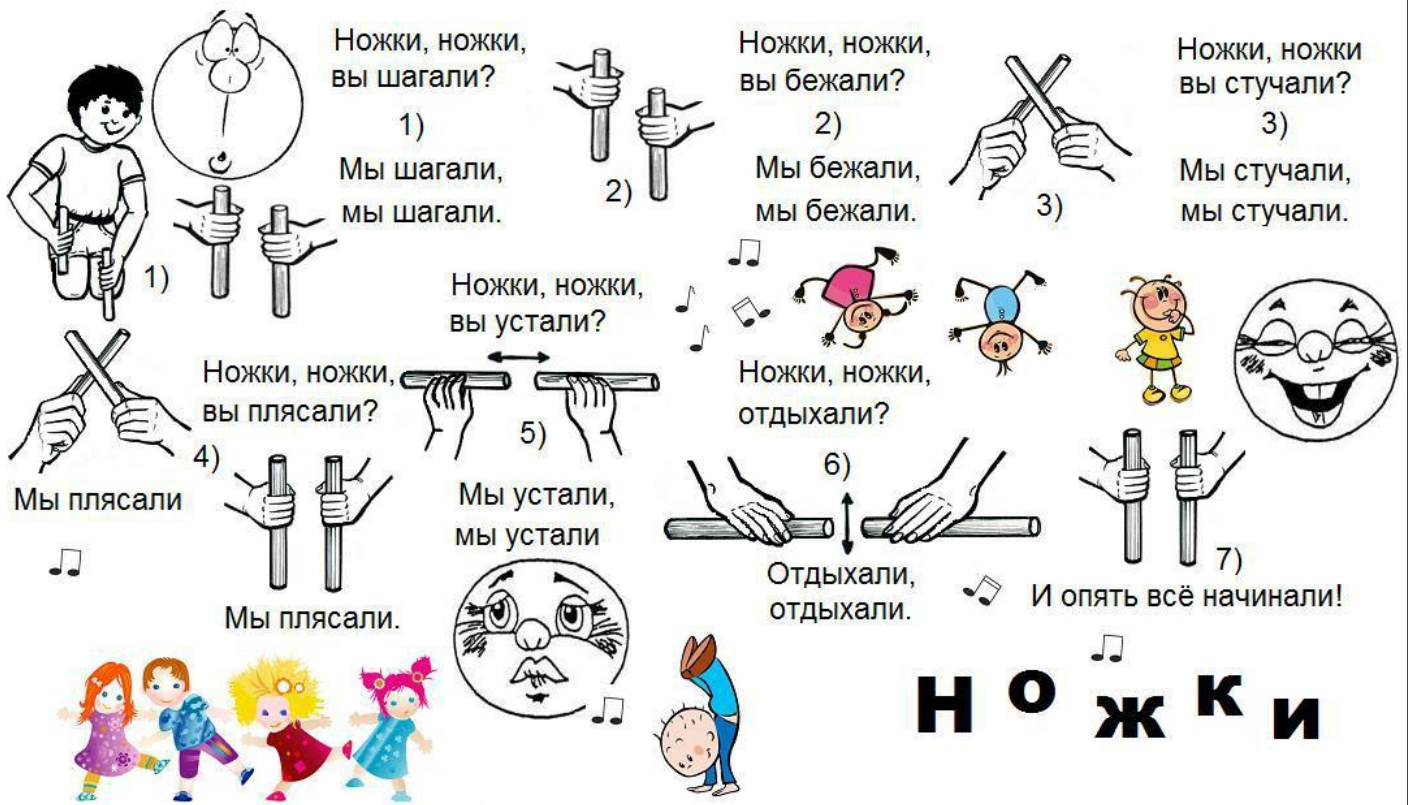 Ножки, ножки,
вы шагали?
1)
Мы шагали,
мы шагали.
1)
2)
Ножки, ножки,
вы бежали?
2)
Мы бежали,
мы бежали.
3)
Ножки, ножки
вы стучали?
3)
Мы стучали,
мы стучали.
Ножки, ножки,
вы плясали?
4)
Мы плясали
Мы плясали.
Ножки, ножки,
вы устали?
5)
Мы устали,
мы устали
Ножки, ножки,
отдыхали?
6)
Отдыхали,
отдыхали.
7)
И опять всё начинали!
Ножки